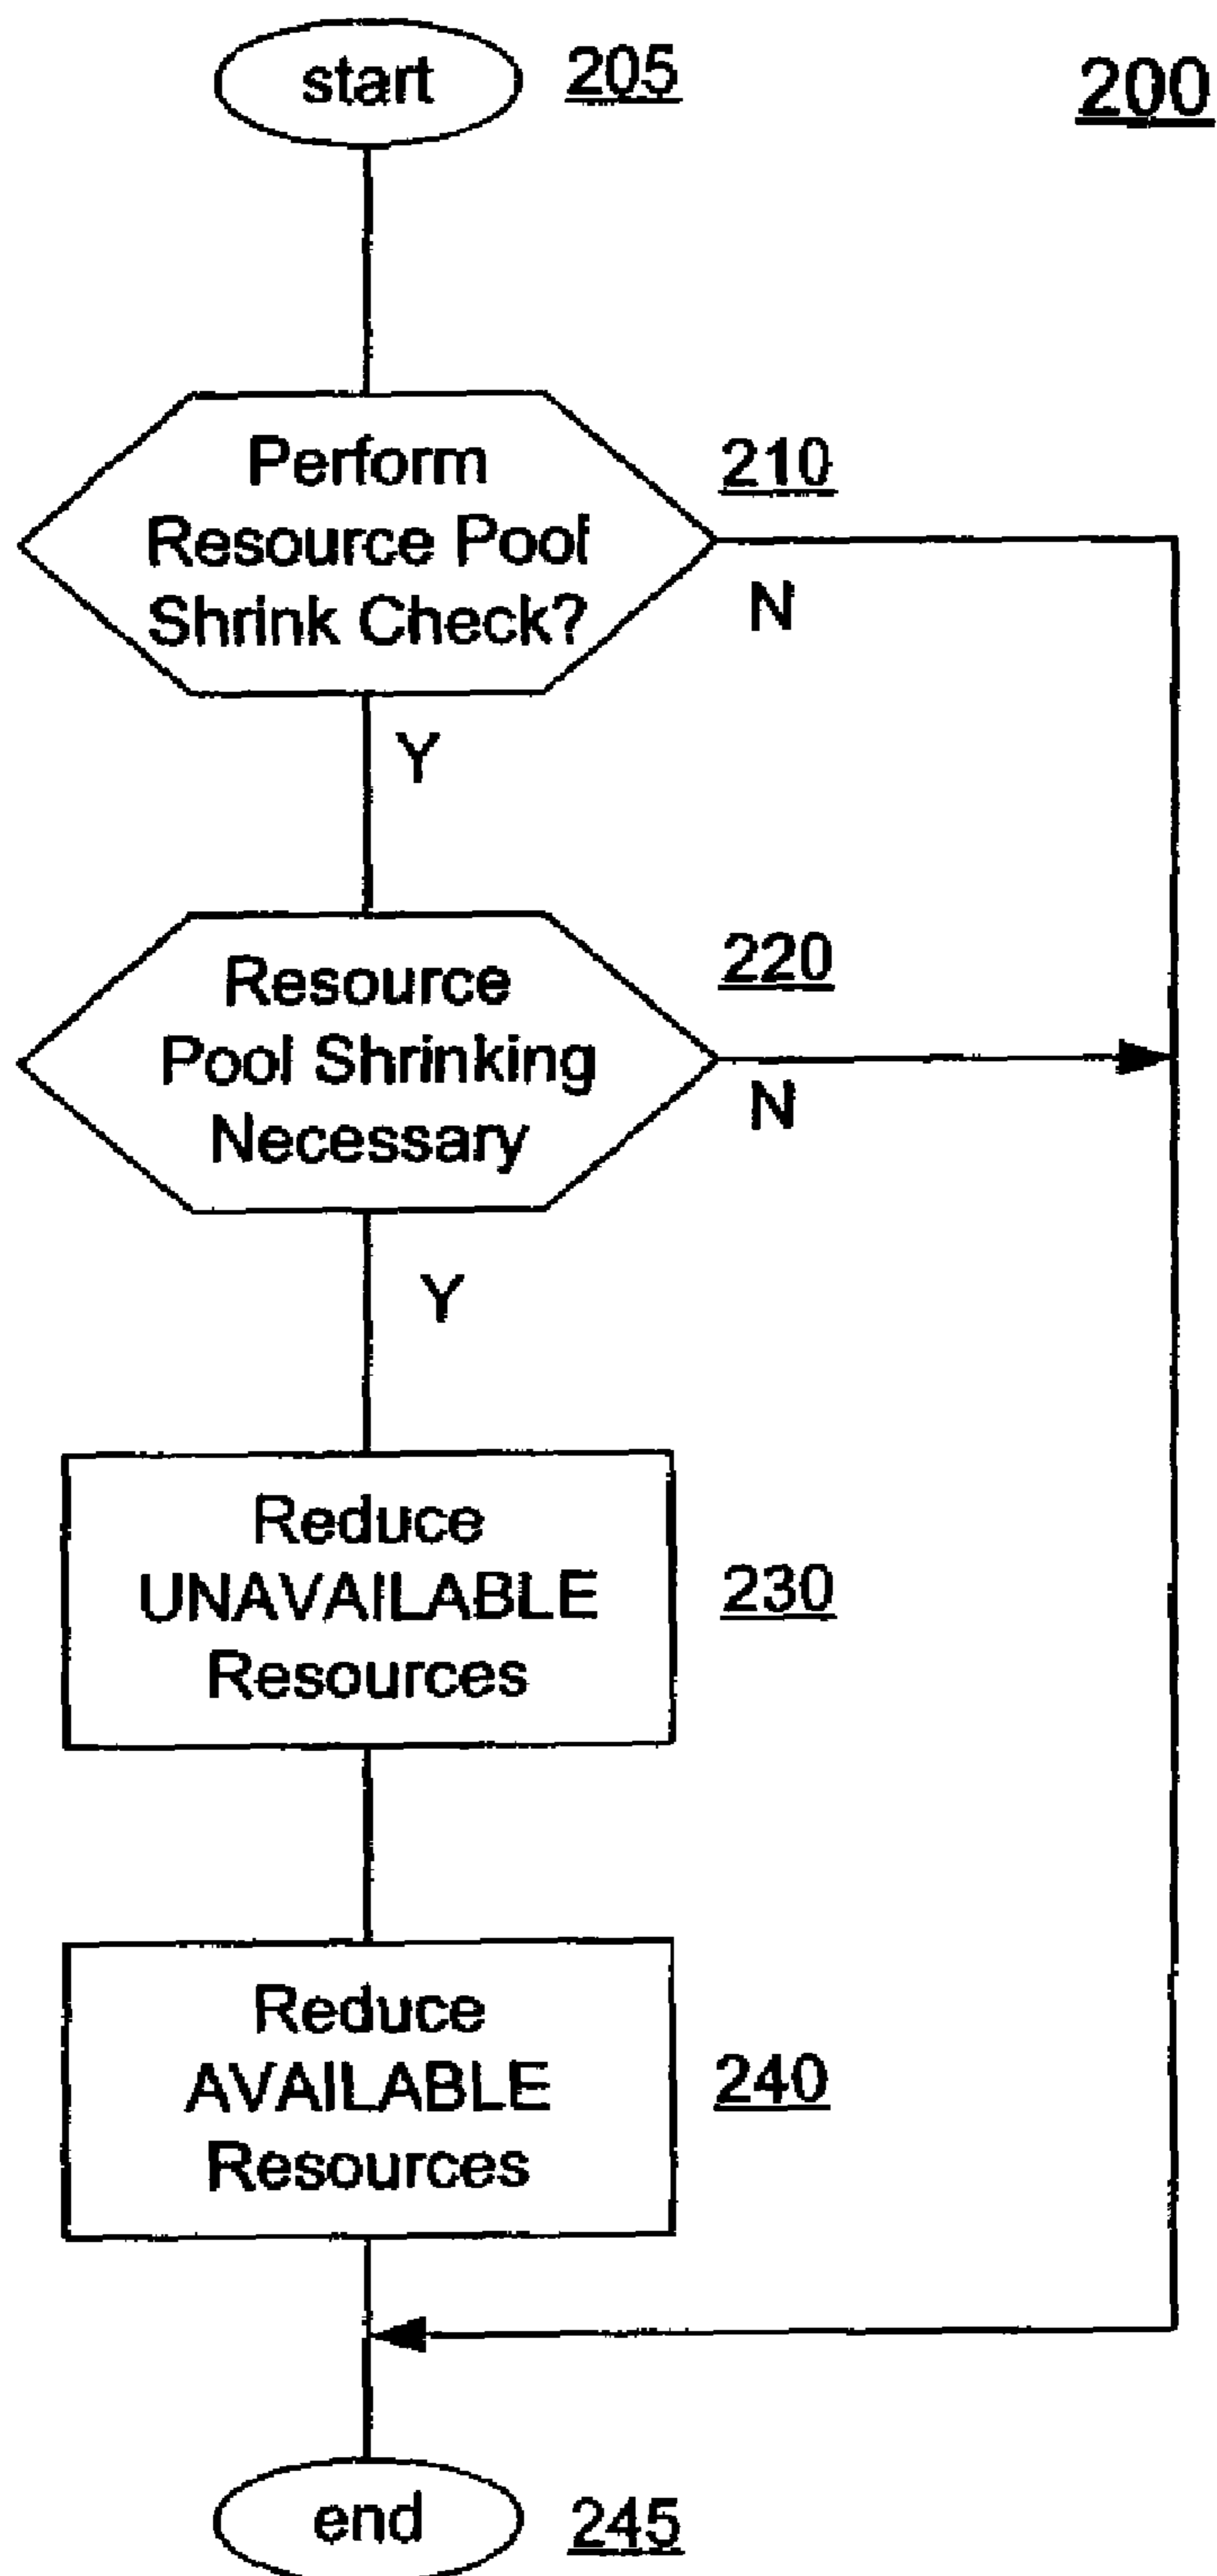 start
205
200
Perform
Resource Pool
Shrink Check?
210
N
Y
Resource
Pool Shrinking
Necessary
220
N
Y
Reduce
UNAVAILABLE
Resources
230
Reduce
AVAILABLE
Resources
240
end
245